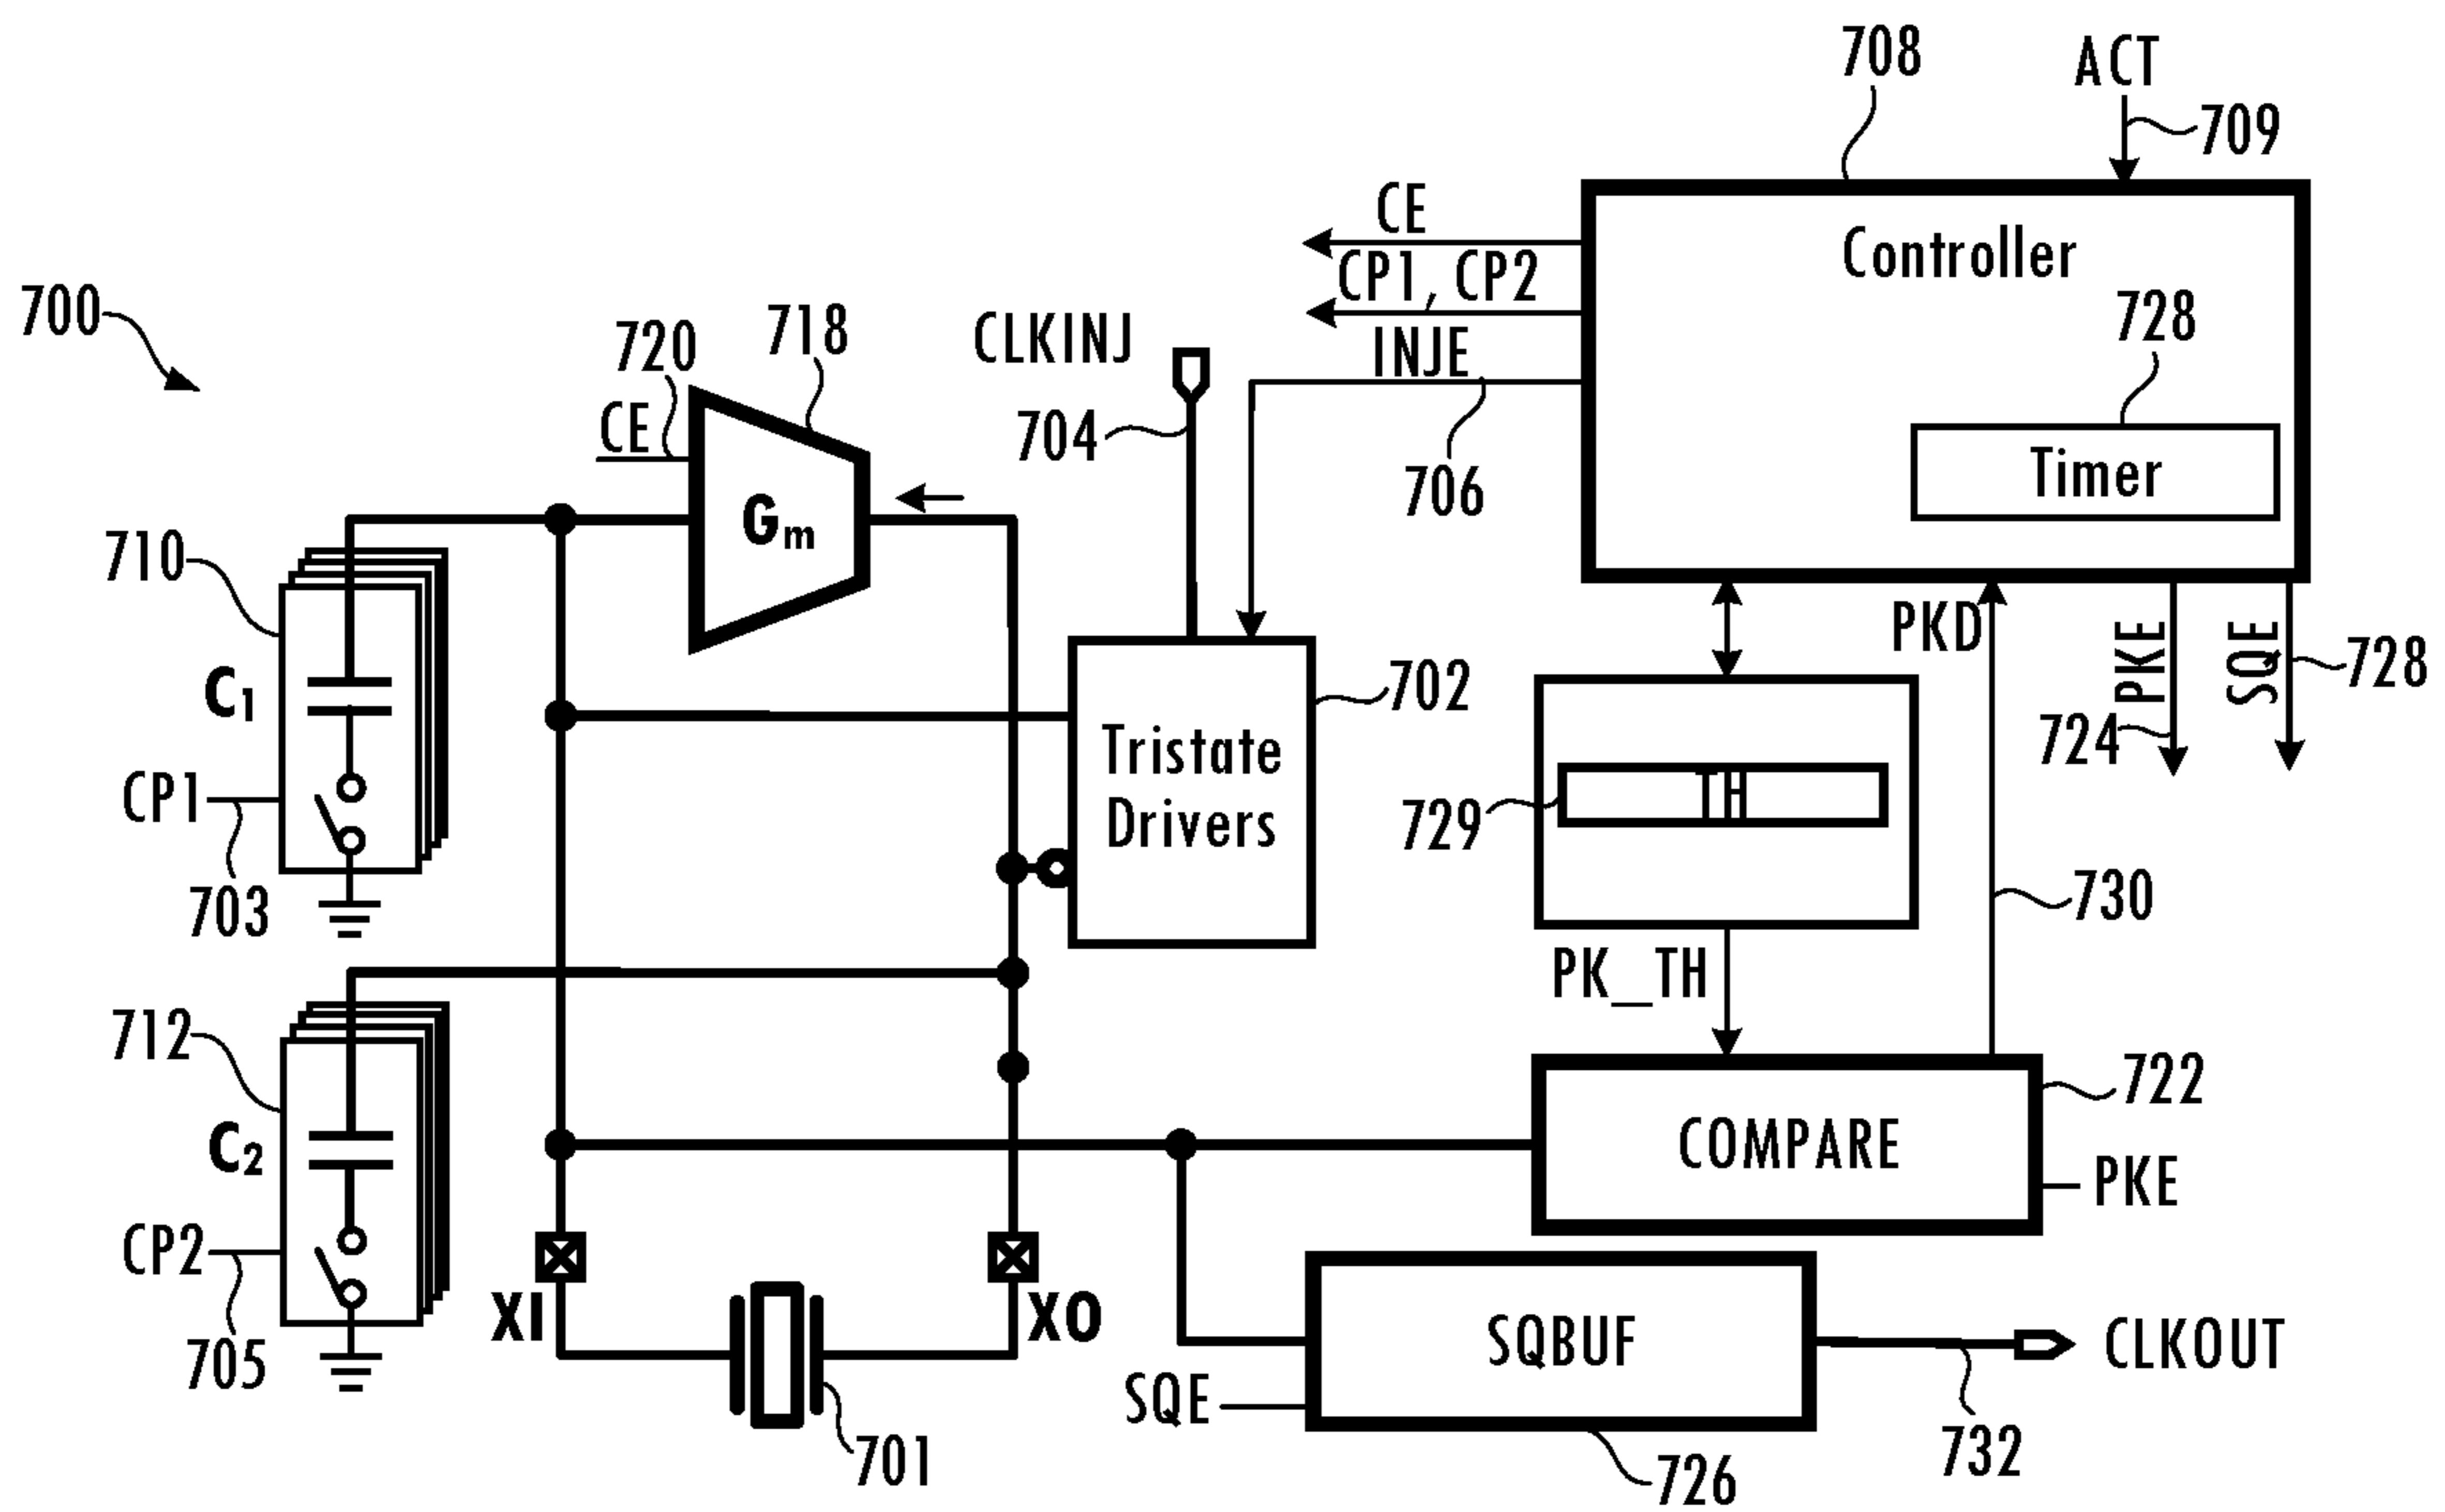 708
ACT
709
CE
Controller
CP1, CP2
700
718
728
CLKINJ
720
INJE
CE
704
Timer
706
Gm
710
PKD
PKE
SQE
728
702
C1
724
Tristate
Drivers
TH
729
CP1
703
730
PK_TH
712
722
COMPARE
C2
PKE
CP2
XI
XO
SQBUF
CLKOUT
705
SQE
701
732
726